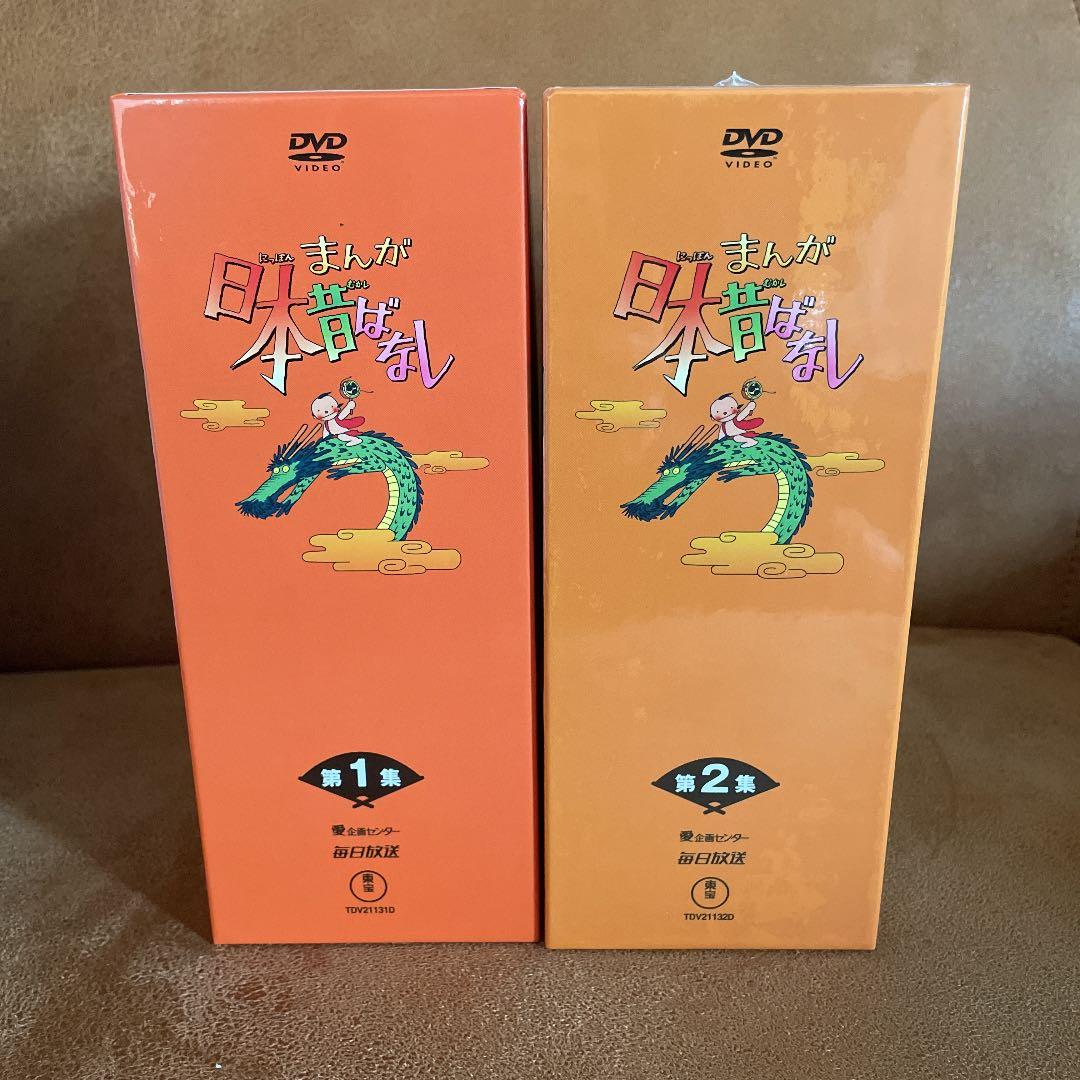 DVD
VIDEO
まんが
にっぽん
むかし
日本昔ばなし
第1集
愛企画センター
毎日放送
東宝
TDV21131D
DVD
VIDEO
まんが
にっぽん
むかし
日本昔ばなし
第2集
愛企画センター
毎日放送
東宝
TDV21132D